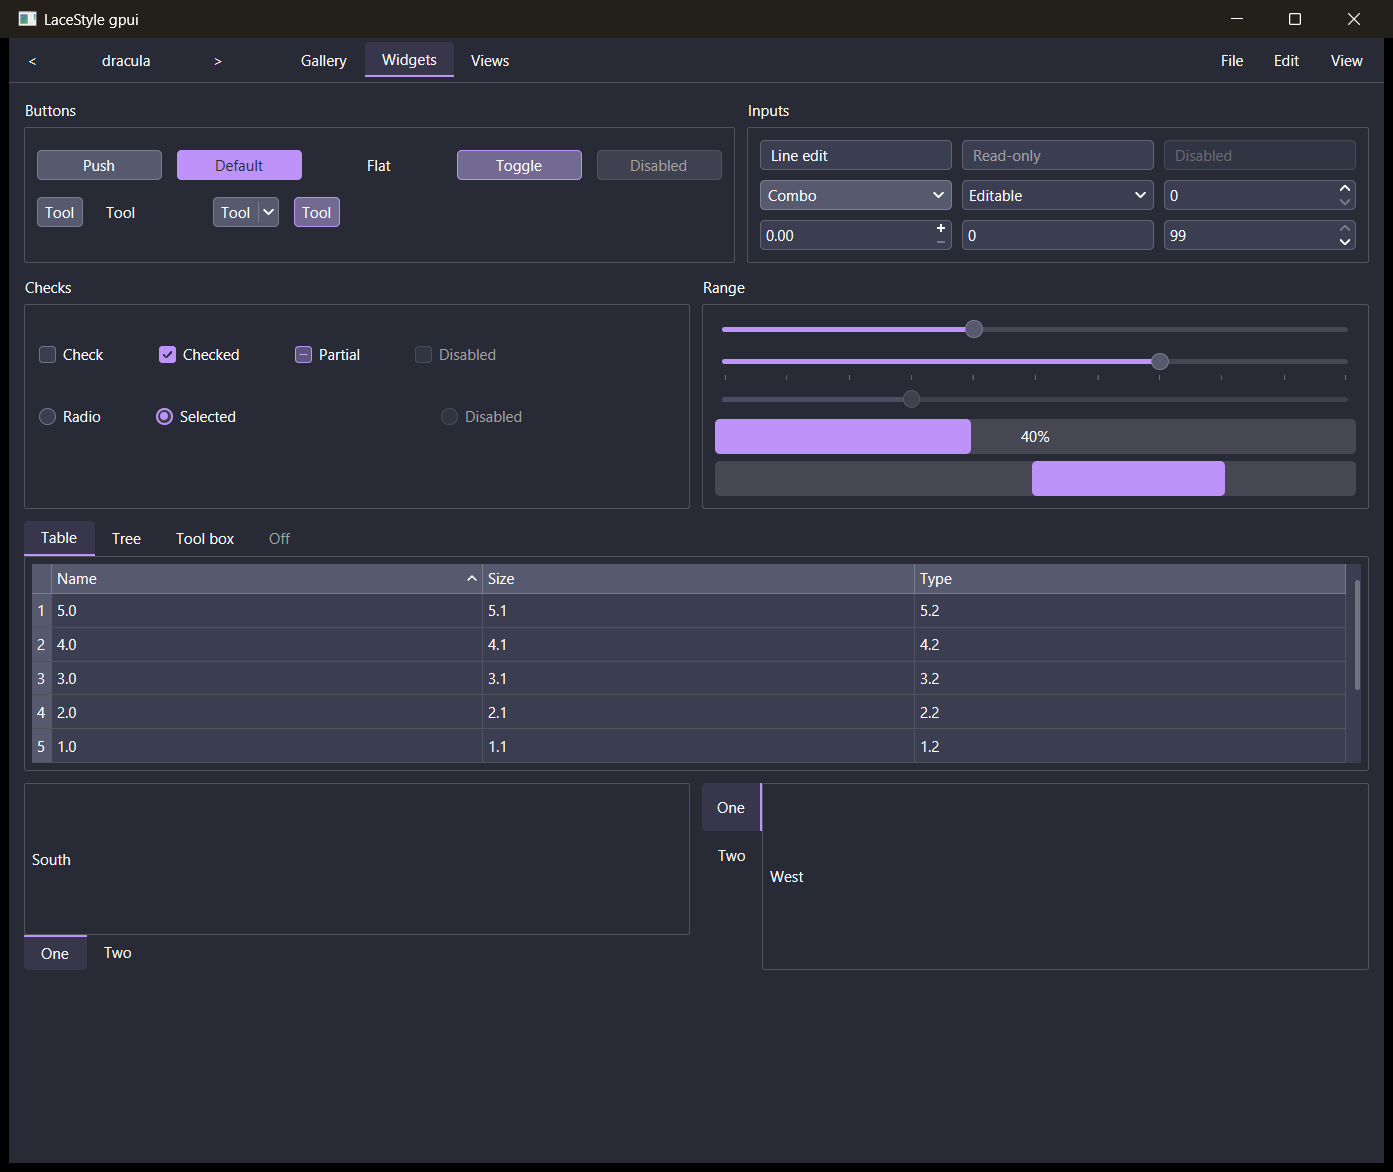 LaceStyle gpui
< dracula > Gallery Widgets Views File Edit View
Buttons
Push Default Flat Toggle Disabled
Tool Tool Tool Tool
Inputs
Line edit Read-only Disabled
Combo Editable 0
0.00 0 99
Checks
Check Checked Partial Disabled
Radio Selected Disabled
Range
40%
Table Tree Tool box Off
Name Size Type
1 5.0 5.1 5.2
2 4.0 4.1 4.2
3 3.0 3.1 3.2
4 2.0 2.1 2.2
5 1.0 1.1 1.2
South
One Two
One
Two
West